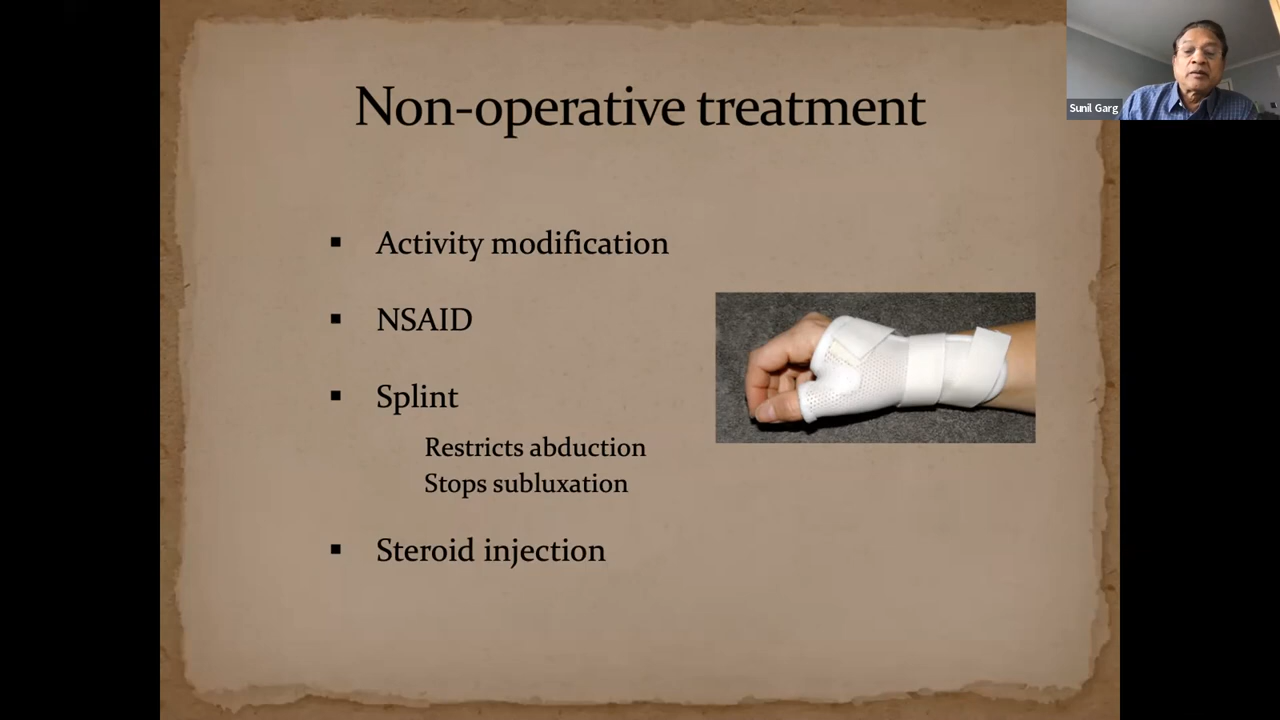 Non-operative treatment
Activity modification
NSAID
Splint
Restricts abduction
Stops subluxation
Steroid injection
Sunil Garg